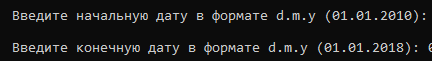 Введите начальную дату в формате d.m.y (01.01.2010):
Введите конечную дату в формате d.m.y (01.01.2018):